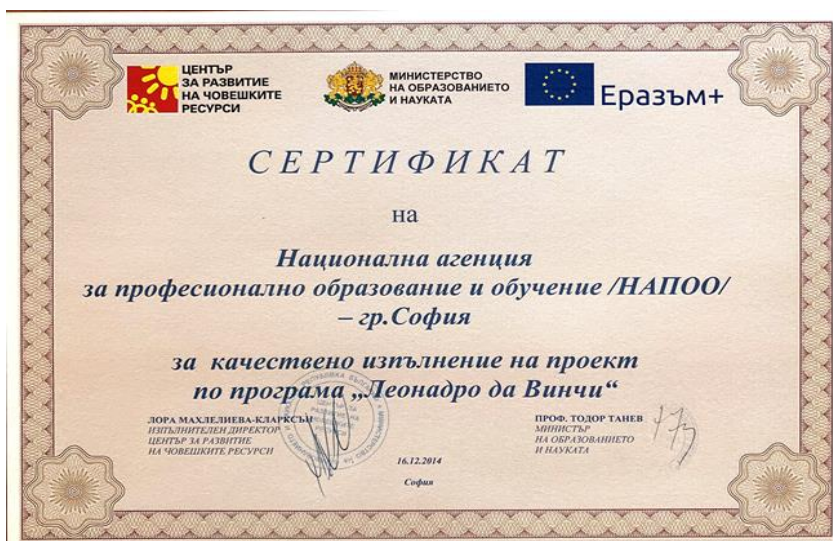 ЦЕНТЪР
ЗА РАЗВИТИЕ
НА ЧОВЕШКИТЕ
РЕСУРСИ
МИНИСТЕРСТВО
НА ОБРАЗОВАНИЕТО
И НАУКАТА
Еразъм+
СЕРТИФИКАТ
на
Национална агенция
за професионално образование и обучение /НАПОО/
– гр.София
за качествено изпълнение на проект
по програма „Леонадро да Винчи“
ЛОРА МАХЛЕЛИЕВА-КЛАРКСЪН
ИЗПЪЛНИТЕЛЕН ДИРЕКТОР
ЦЕНТЪР ЗА РАЗВИТИЕ
НА ЧОВЕШКИТЕ РЕСУРСИ
ПРОФ. ТОДОР ТАНЕВ
МИНИСТЪР
НА ОБРАЗОВАНИЕТО
И НАУКАТА
16.12.2014
София